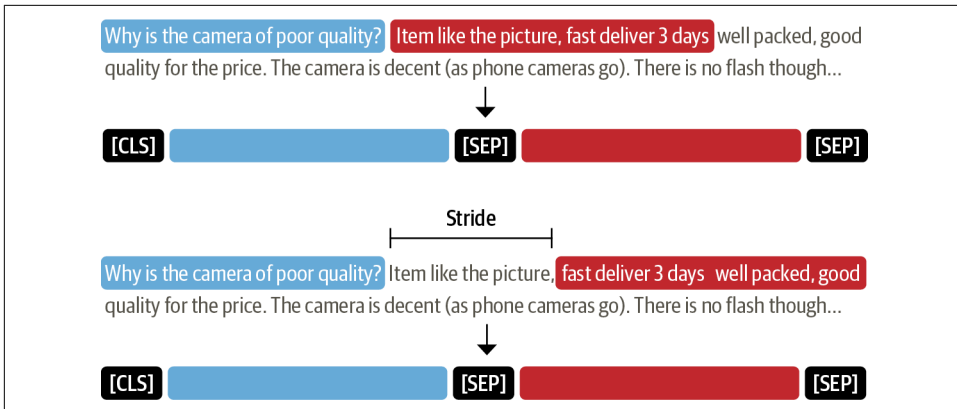 Why is the camera of poor quality? Item like the picture, fast deliver 3 days well packed, good
quality for the price. The camera is decent (as phone cameras go). There is no flash though...
[CLS] [SEP] [SEP]
Stride
Why is the camera of poor quality? Item like the picture, fast deliver 3 days well packed, good
quality for the price. The camera is decent (as phone cameras go). There is no flash though...
[CLS] [SEP] [SEP]